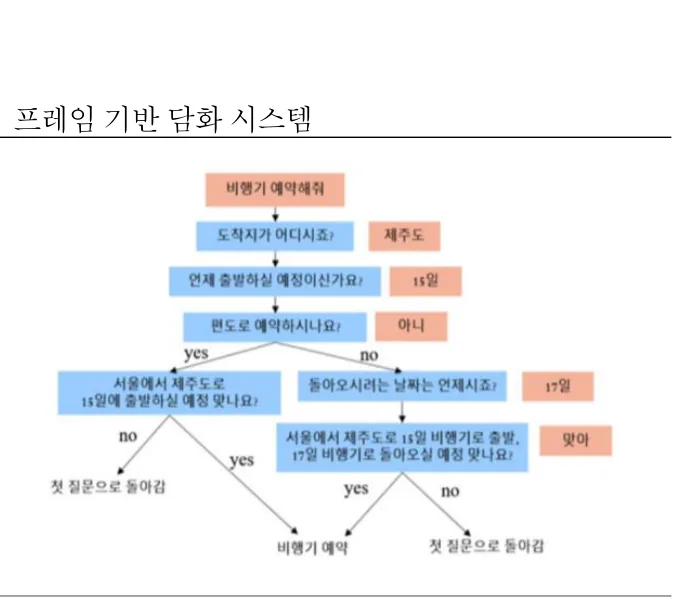 프레임 기반 담화 시스템
비행기 예약해줘
도착지가 어디시죠?
제주도
언제 출발하실 예정이신가요?
15일
편도로 예약하시나요?
아니
yes
no
서울에서 제주도로
15일에 출발하실 예정 맞나요?
돌아오시려는 날짜는 언제시죠?
17일
no
yes
서울에서 제주도로 15일 비행기로 출발,
17일 비행기로 돌아오실 예정 맞나요?
맞아
첫 질문으로 돌아감
yes
no
비행기 예약
첫 질문으로 돌아감